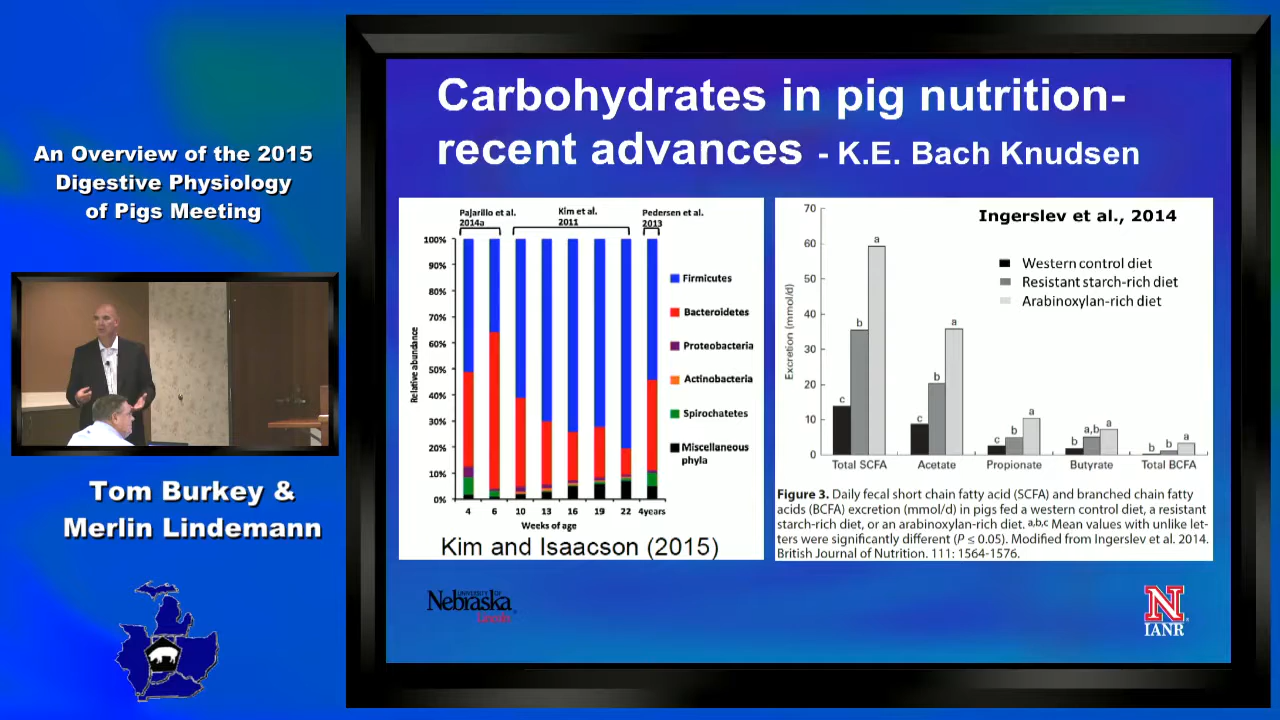 An Overview of the 2015
Digestive Physiology
of Pigs Meeting
Tom Burkey &
Merlin Lindemann
Carbohydrates in pig nutrition-
recent advances - K.E. Bach Knudsen
Pajarillo et al.
2014a
Kim et al.
2011
Pedersen et al.
2013
100%
90%
80%
70%
60%
50%
40%
30%
20%
10%
0%
Relative abundance
4 6 10 13 16 19 22 4years
Weeks of age
Firmicutes
Bacteroidetes
Proteobacteria
Actinobacteria
Spirochatetes
Miscellaneous
phyla
Kim and Isaacson (2015)
Ingerslev et al., 2014
Western control diet
Resistant starch-rich diet
Arabinoxylan-rich diet
70
60
50
40
30
20
10
0
Excretion (mmol/d)
c b a
c b a
c b a
b a,b a
b b a
Total SCFA Acetate Propionate Butyrate Total BCFA
Figure 3. Daily fecal short chain fatty acid (SCFA) and branched chain fatty
acids (BCFA) excretion (mmol/d) in pigs fed a western control diet, a resistant
starch-rich diet, or an arabinoxylan-rich diet. a,b,c Mean values with unlike let-
ters were significantly different (P ≤ 0.05). Modified from Ingerslev et al. 2014.
British Journal of Nutrition. 111: 1564-1576.
UNIVERSITY OF
Nebraska
Lincoln
N
IANR